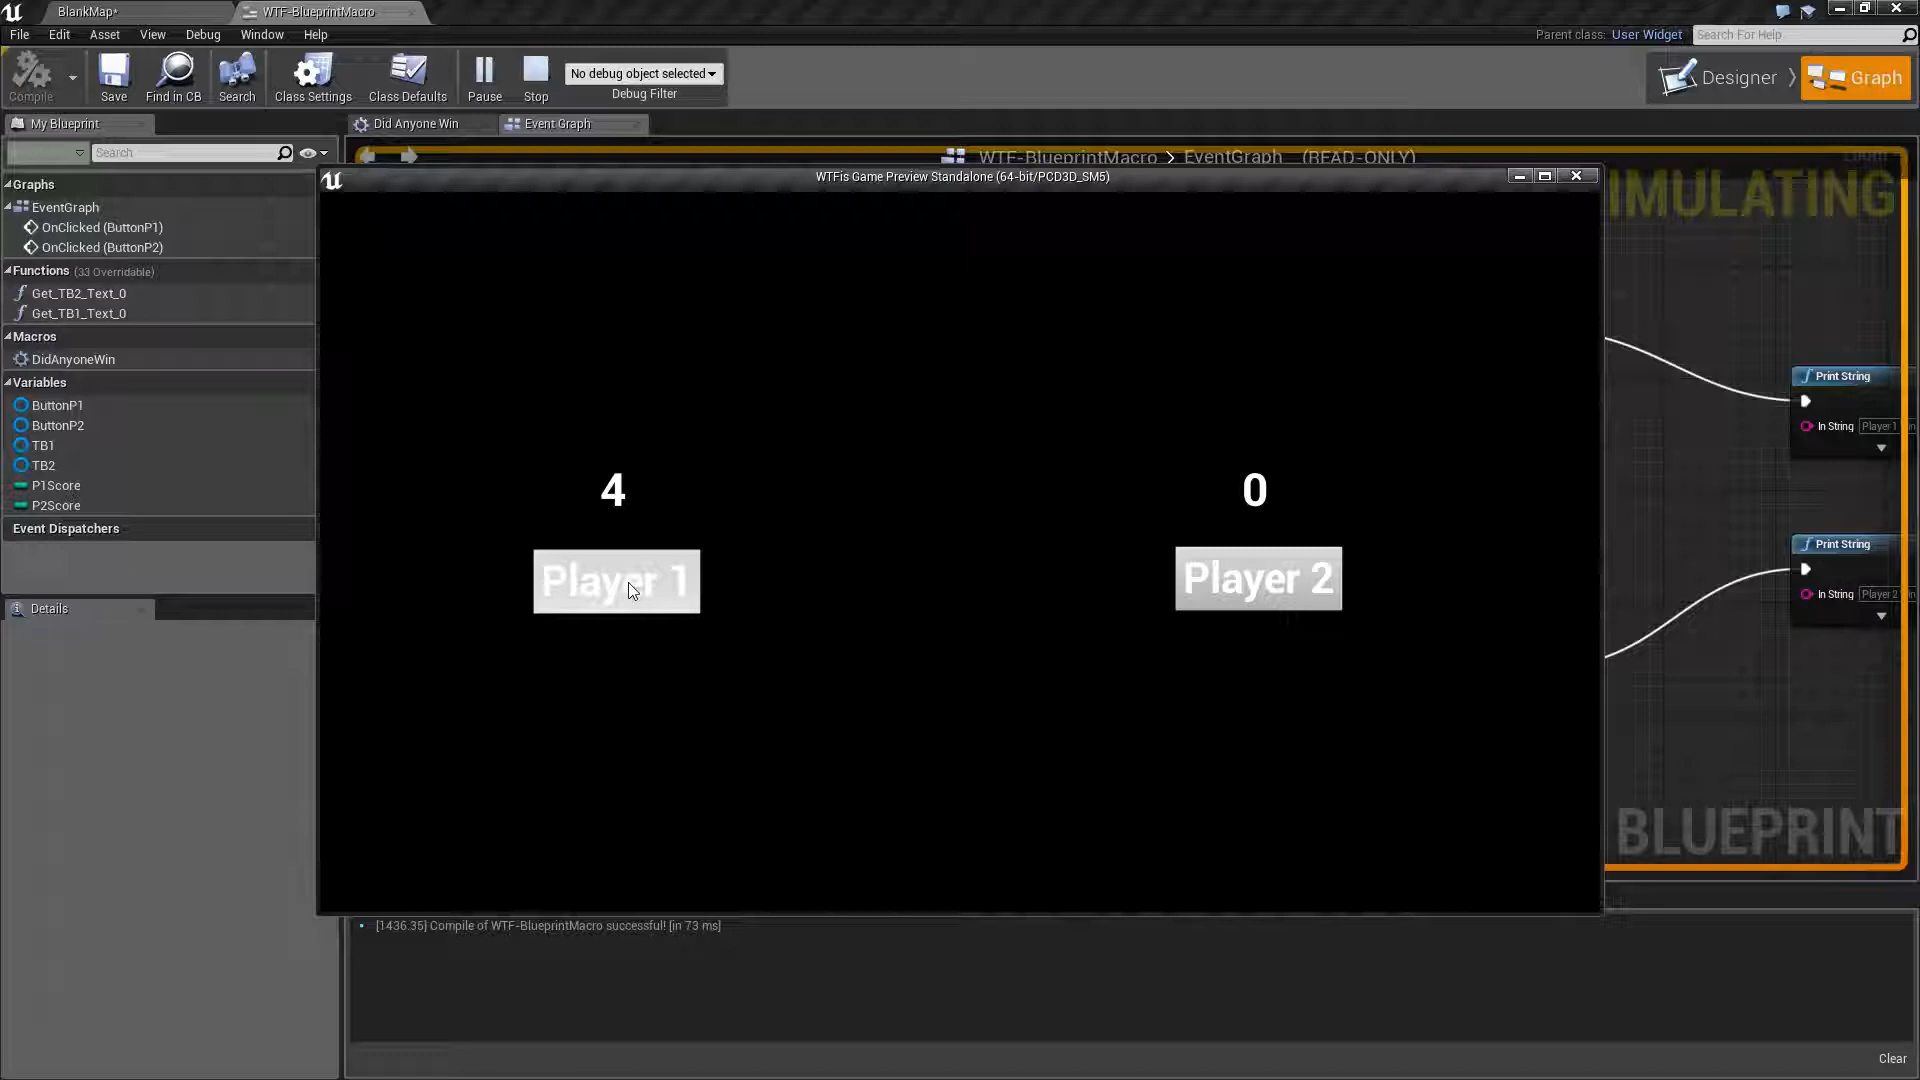 BlankMap*
WTF-BlueprintMacro
File Edit Asset View Debug Window Help
Parent class: User Widget
Search For Help
Compile
Save
Find in CB
Search
Class Settings
Class Defaults
Pause
Stop
No debug object selected
Debug Filter
Designer
Graph
My Blueprint
Did Anyone Win
Event Graph
Search
WTF-BlueprintMacro > EventGraph (READ-ONLY)
WTFis Game Preview Standalone (64-bit/PCD3D_SM5)
Graphs
EventGraph
OnClicked (ButtonP1)
OnClicked (ButtonP2)
Functions (33 Overridable)
Get_TB2_Text_0
Get_TB1_Text_0
Macros
DidAnyoneWin
Variables
ButtonP1
ButtonP2
TB1
TB2
P1Score
P2Score
Event Dispatchers
Details
4
0
Player 1
Player 2
IMULATING
Print String
In String Player1
Print String
In String Player2
BLUEPRINT
[1436.35] Compile of WTF-BlueprintMacro successful! [in 73 ms]
Clear